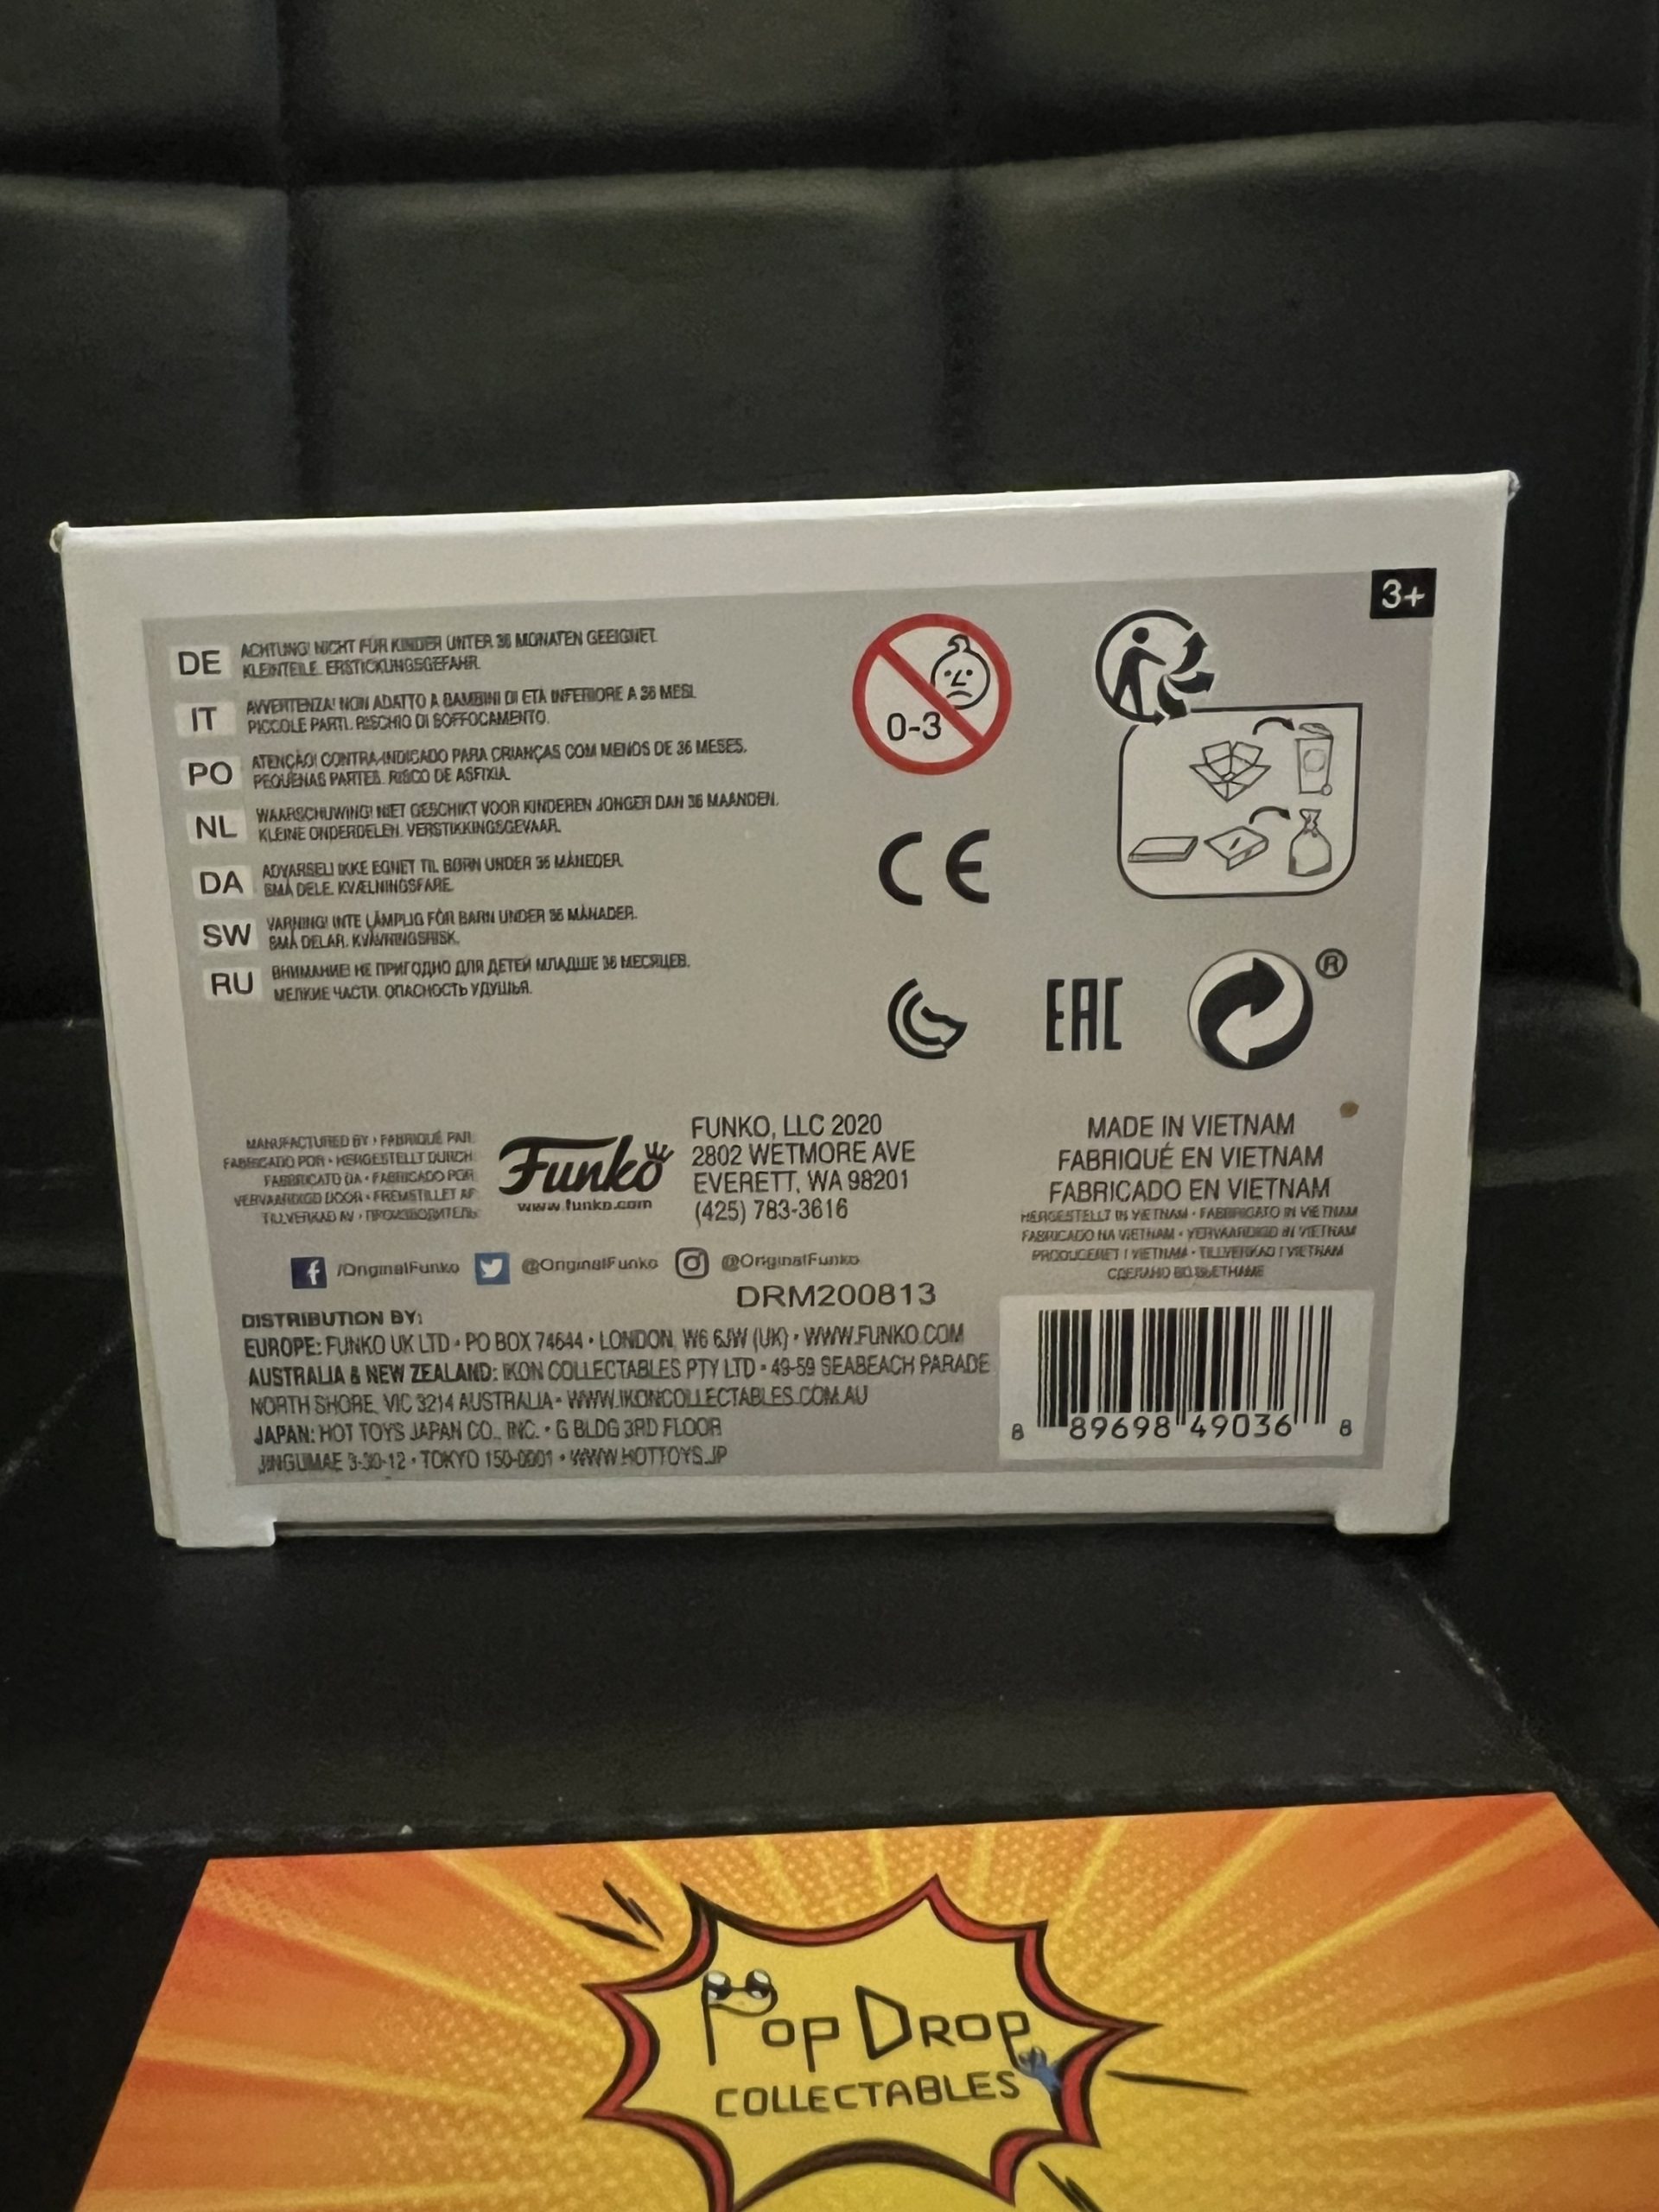 3+
DE
ACHTUNG! NICHT FÜR KINDER UNTER 36 MONATEN GEEIGNET.
KLEINTEILE. ERSTICKUNGSGEFAHR.
IT
AVVERTENZA! NON ADATTO A BAMBINI DI ETÀ INFERIORE A 36 MESI.
PICCOLE PARTI. RISCHIO DI SOFFOCAMENTO.
PO
ATENÇÃO! CONTRA-INDICADO PARA CRIANÇAS COM MENOS DE 36 MESES.
PEQUENAS PARTES. RISCO DE ASFIXIA.
NL
WAARSCHUWING! NIET GESCHIKT VOOR KINDEREN JONGER DAN 36 MAANDEN.
KLEINE ONDERDELEN. VERSTIKKINGSGEVAAR.
DA
ADVARSEL! IKKE EGNET TIL BØRN UNDER 36 MÅNEDER.
SMÅ DELE. KVÆLNINGSFARE.
SW
VARNING! INTE LÄMPLIG FÖR BARN UNDER 36 MÅNADER.
SMÅ DELAR. KVÄVNINGSRISK.
RU
ВНИМАНИЕ! НЕ ПРИГОДНО ДЛЯ ДЕТЕЙ МЛАДШЕ 36 МЕСЯЦЕВ.
МЕЛКИЕ ЧАСТИ. ОПАСНОСТЬ УДУШЬЯ.
0-3
CE
EAC
®
MANUFACTURED BY • FABRIQUÉ PAR
FABRICADO POR • HERGESTELLT DURCH
FABBRICATO DA • FABRICADO POR
VERVAARDIGD DOOR • FREMSTILLET AF
TILLVERKAD AV • ПРОИЗВОДИТЕЛЬ
Funko
www.funko.com
FUNKO, LLC 2020
2802 WETMORE AVE
EVERETT, WA 98201
(425) 783-3616
MADE IN VIETNAM
FABRIQUÉ EN VIETNAM
FABRICADO EN VIETNAM
HERGESTELLT IN VIETNAM • FABBRICATO IN VIETNAM
FABRICADO NA VIETNAM • VERVAARDIGD IN VIETNAM
PRODUCERET I VIETNAM • TILLVERKAD I VIETNAM
СДЕЛАНО ВО ВЬЕТНАМЕ
/OriginalFunko @OriginalFunko @OriginalFunko
DRM200813
DISTRIBUTION BY:
EUROPE: FUNKO UK LTD • PO BOX 74644 • LONDON, W6 6JW (UK) • WWW.FUNKO.COM
AUSTRALIA & NEW ZEALAND: IKON COLLECTABLES PTY LTD • 49-59 SEABEACH PARADE
NORTH SHORE, VIC 3214 AUSTRALIA • WWW.IKONCOLLECTABLES.COM.AU
JAPAN: HOT TOYS JAPAN CO., INC. • G BLDG 3RD FLOOR
JINGUMAE 3-30-12 • TOKYO 150-0001 • WWW.HOTTOYS.JP
8 89698 49036 8
POP DROP
COLLECTABLES